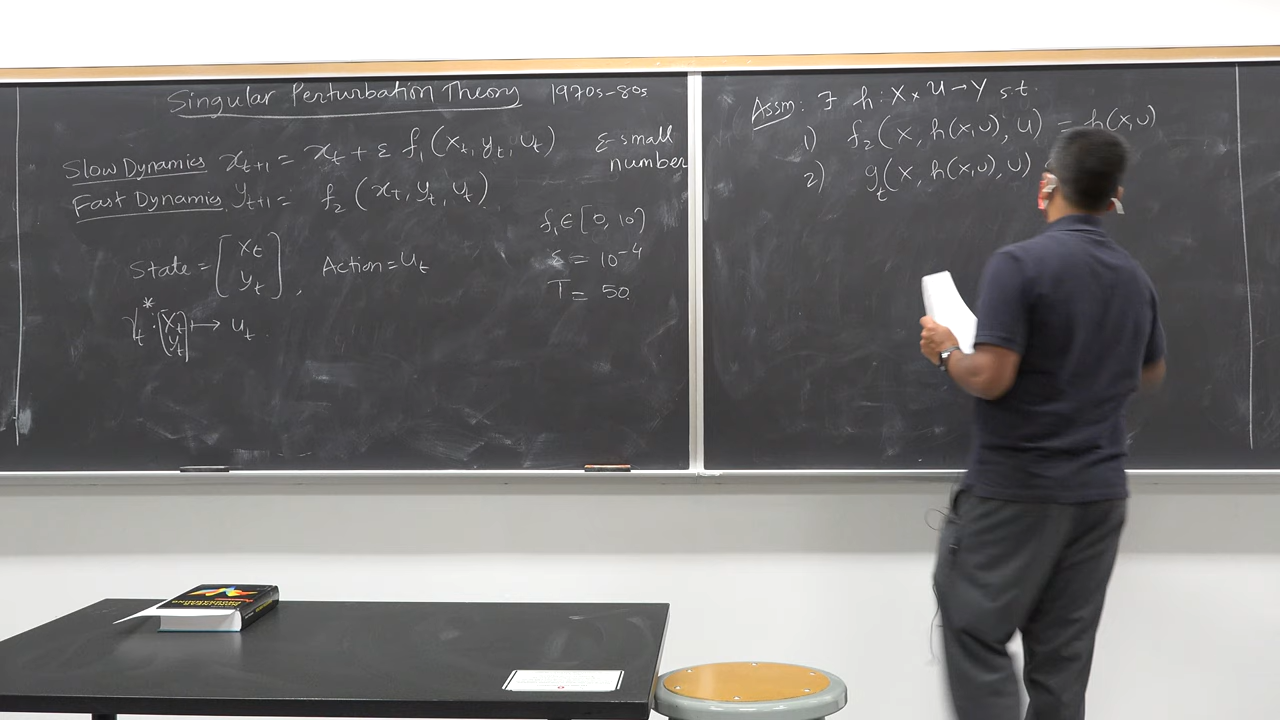 Singular Perturbation Theory 1970s-80s
Slow Dynamics x_{t+1} = x_t + ε f_1(x_t, y_t, u_t) ε small number
Fast Dynamics y_{t+1} = f_2(x_t, y_t, u_t)
f_1 ∈ [0, 10]
State = [x_t y_t], Action = u_t
ε = 10^{-4}
T = 50
[x_t y_t] ↦ u_t
Assm: ∃ h: X × U → Y s.t.
1) f_2(x, h(x,u), u) = h(x,u)
2) g_t(x, h(x,u), u)